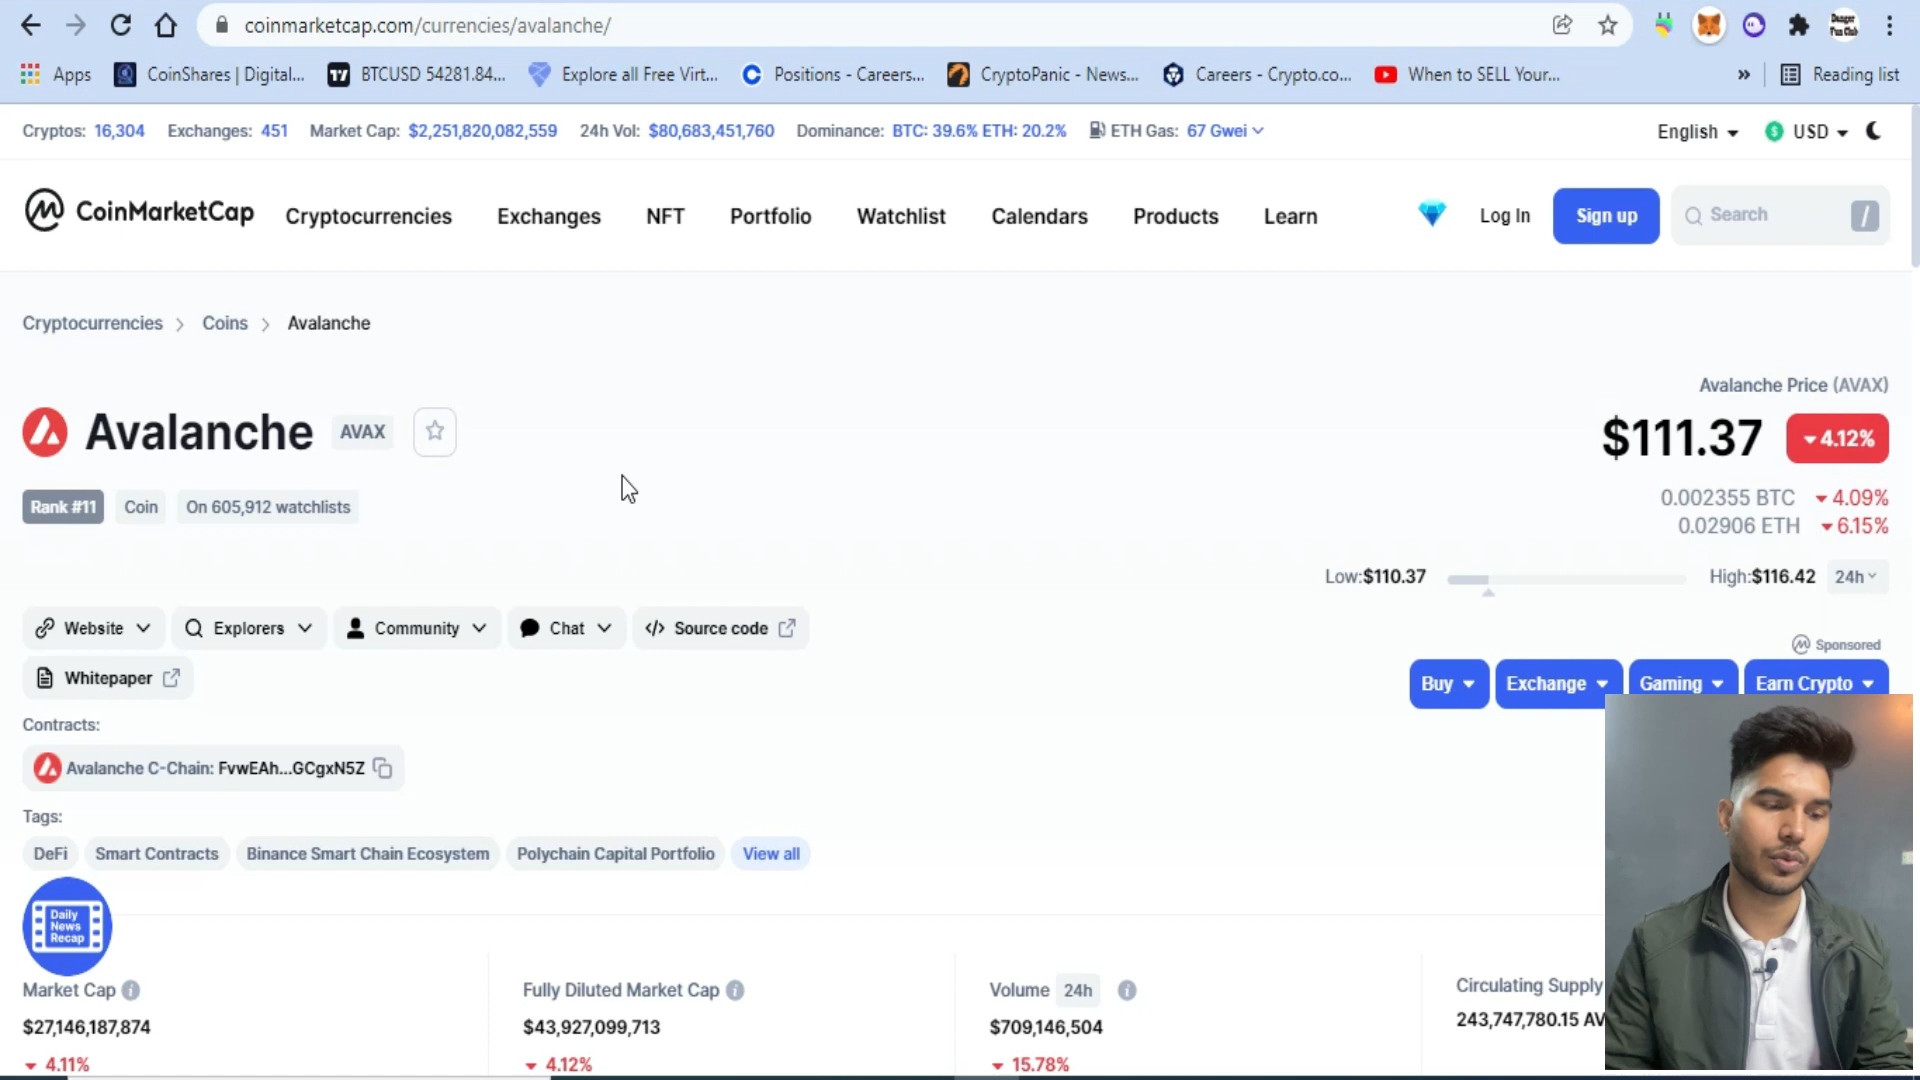 coinmarketcap.com/currencies/avalanche/
Danger Fun Club
Apps CoinShares | Digital... BTCUSD 54281.84... Explore all Free Virt... Positions - Careers... CryptoPanic - News... Careers - Crypto.co... When to SELL Your... » Reading list
Cryptos: 16,304 Exchanges: 451 Market Cap: $2,251,820,082,559 24h Vol: $80,683,451,760 Dominance: BTC: 39.6% ETH: 20.2% ETH Gas: 67 Gwei English USD
CoinMarketCap Cryptocurrencies Exchanges NFT Portfolio Watchlist Calendars Products Learn Log In Sign up Search /
Cryptocurrencies > Coins > Avalanche
Avalanche Price (AVAX)
Avalanche AVAX $111.37 4.12%
Rank #11 Coin On 605,912 watchlists
0.002355 BTC 4.09%
0.02906 ETH 6.15%
Low:$110.37 High:$116.42 24h
Website Explorers Community Chat Source code
Sponsored
Whitepaper
Buy Exchange Gaming Earn Crypto
Contracts:
Avalanche C-Chain: FvwEAh...GCgxN5Z
Tags:
DeFi Smart Contracts Binance Smart Chain Ecosystem Polychain Capital Portfolio View all
Daily
News
Recap
Market Cap Fully Diluted Market Cap Volume 24h Circulating Supply
$27,146,187,874 $43,927,099,713 $709,146,504 243,747,780.15 AV
4.11% 4.12% 15.78%